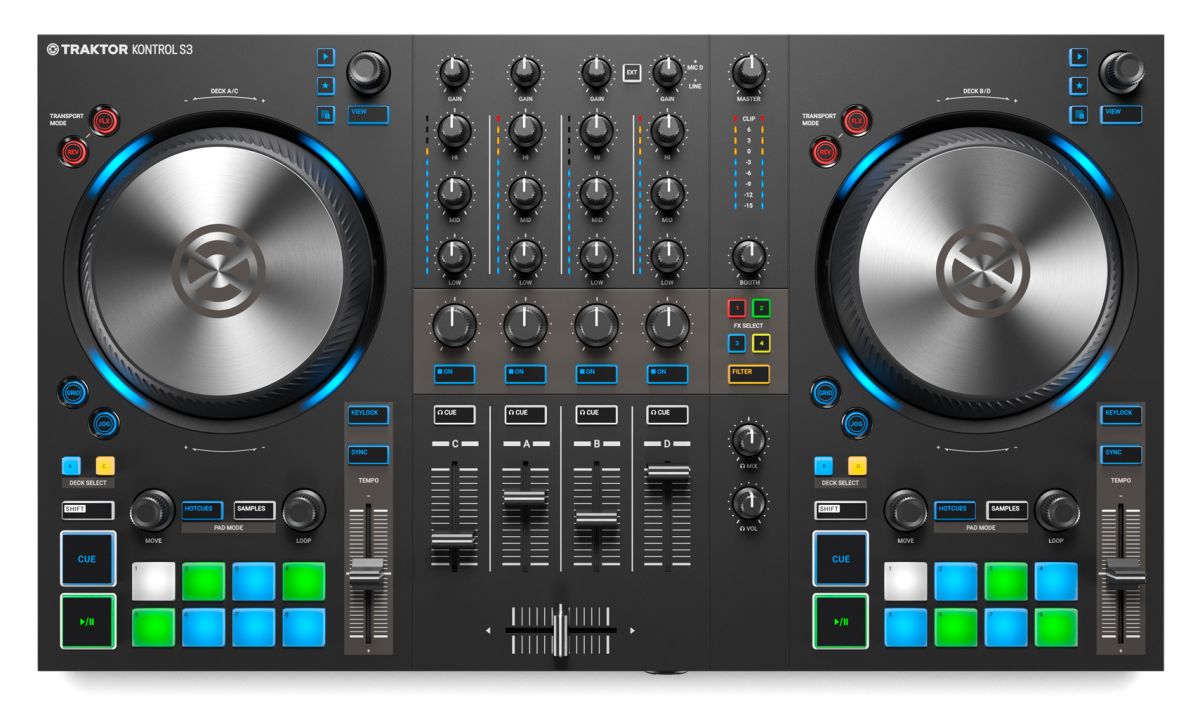 TRAKTOR KONTROL S3
DECK A/C
- +
TRANSPORT
MODE
FLX
REV
VIEW
GRID
JOG
+ -
KEYLOCK
SYNC
TEMPO
-
+
A
C
DECK SELECT
SHIFT
MOVE
HOTCUES
SAMPLES
PAD MODE
LOOP
CUE
1
2
3
4
5
6
7
8
GAIN
GAIN
GAIN
EXT
GAIN
MIC D
LINE
MASTER
HI
HI
HI
HI
MID
MID
MID
MID
LOW
LOW
LOW
LOW
CLIP
6
3
0
-3
-6
-9
-12
-15
BOOTH
1
2
FX SELECT
3
4
FILTER
ON
ON
ON
ON
CUE
CUE
CUE
CUE
C
A
B
D
MIX
VOL
DECK B/D
- +
TRANSPORT
MODE
FLX
REV
VIEW
GRID
JOG
+ -
KEYLOCK
SYNC
TEMPO
-
+
B
D
DECK SELECT
SHIFT
MOVE
HOTCUES
SAMPLES
PAD MODE
LOOP
CUE
1
2
3
4
5
6
7
8